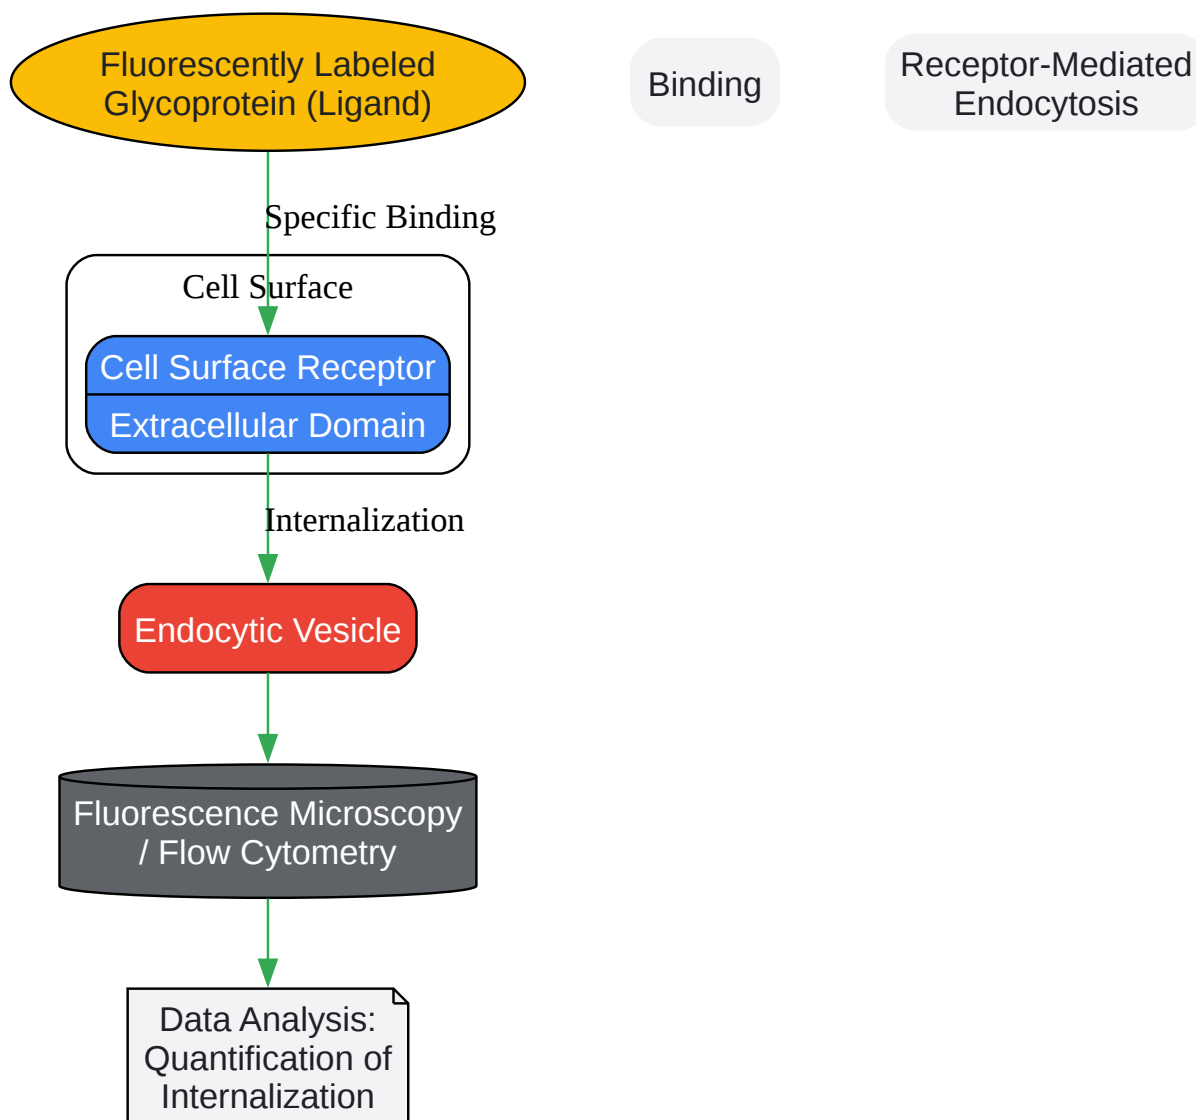 Fluorescently Labeled
Glycoprotein (Ligand)
Binding
Receptor-Mediated
Endocytosis
Specific Binding
Cell Surface
Cell Surface Receptor
Extracellular Domain
Internalization
Endocytic Vesicle
Fluorescence Microscopy
/ Flow Cytometry
Data Analysis:
Quantification of
Internalization